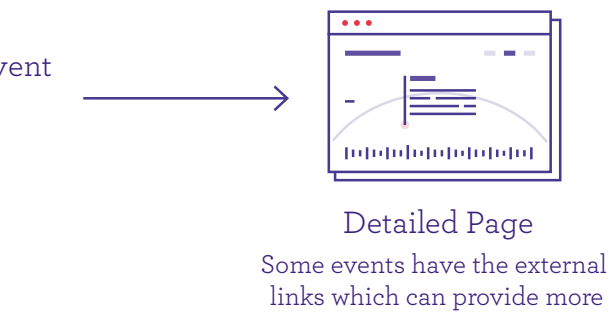 vent
Detailed Page
Some events have the external
links which can provide more